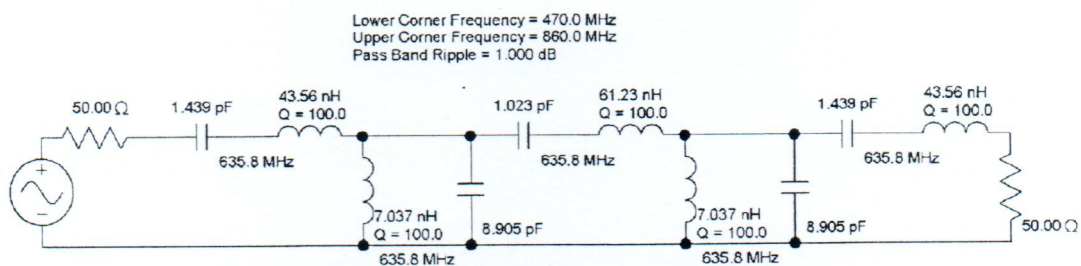 Lower Corner Frequency = 470.0 MHz
Upper Corner Frequency = 860.0 MHz
Pass Band Ripple = 1.000 dB
50.00 Ω
1.439 pF
43.56 nH
Q = 100.0
635.8 MHz
7.037 nH
Q = 100.0
635.8 MHz
8.905 pF
1.023 pF
61.23 nH
Q = 100.0
635.8 MHz
7.037 nH
Q = 100.0
635.8 MHz
8.905 pF
1.439 pF
43.56 nH
Q = 100.0
635.8 MHz
50.00 Ω